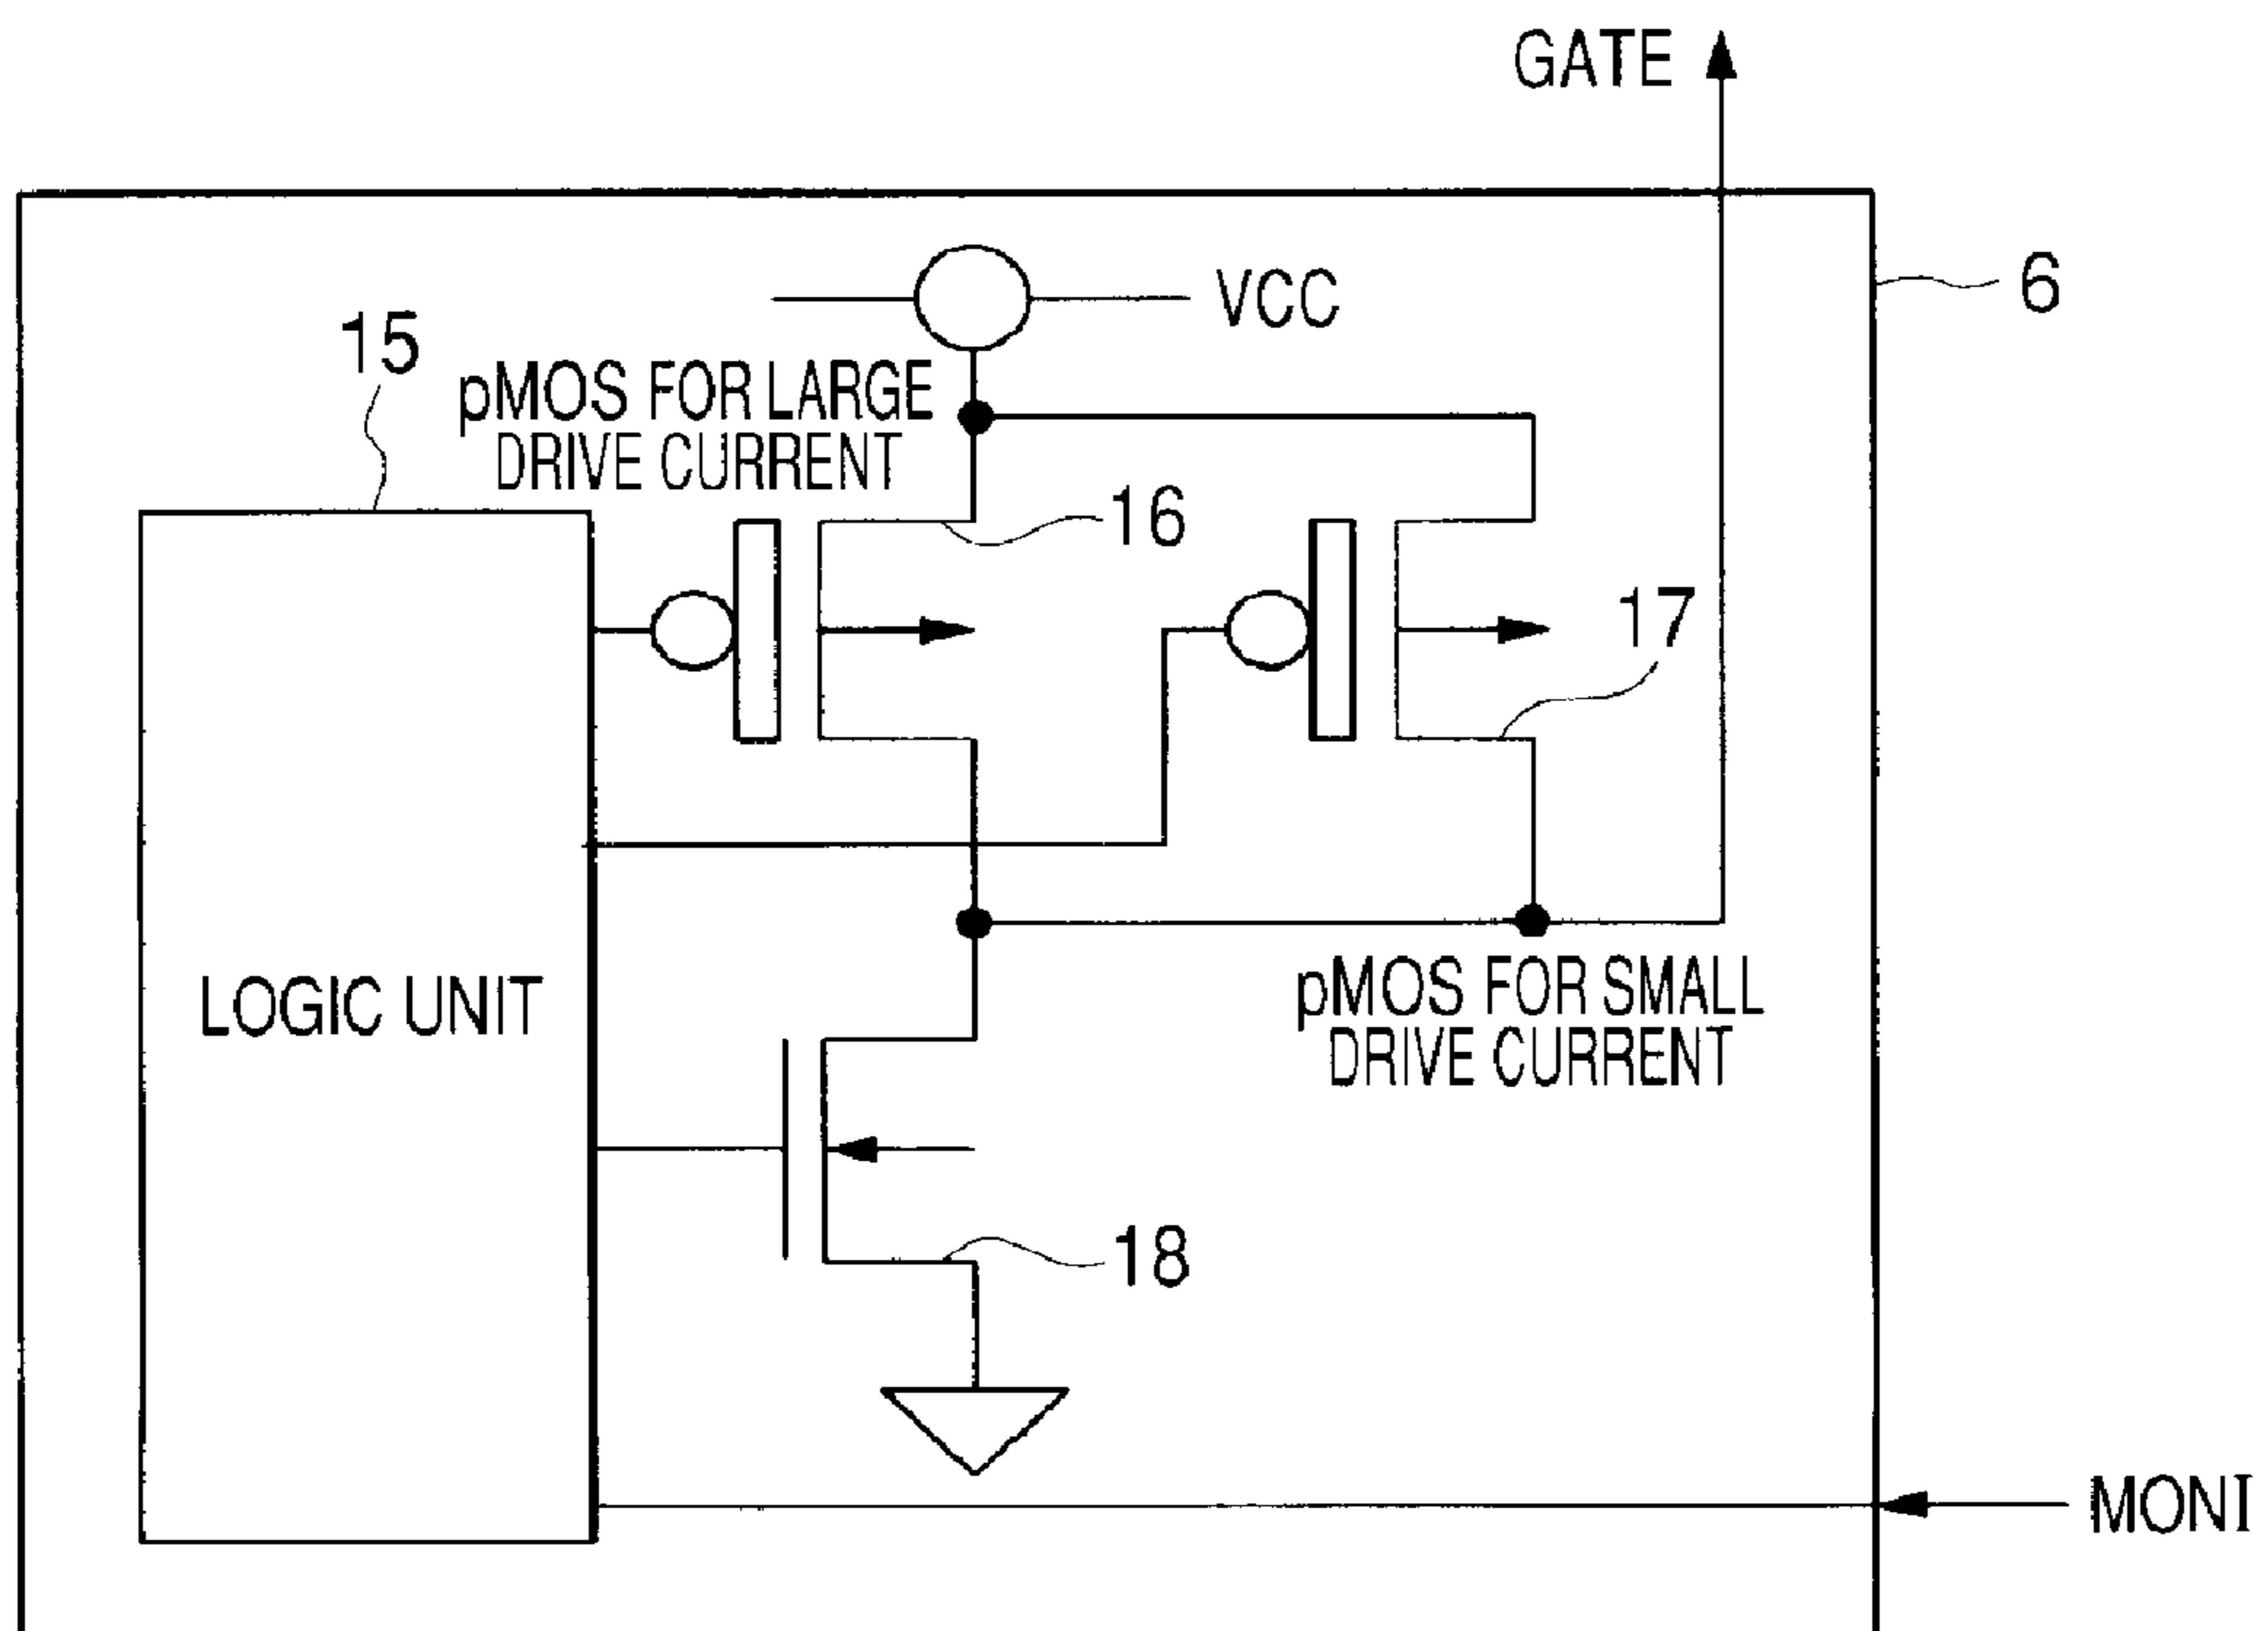 GATE
VCC
6
15
pMOS FOR LARGE
DRIVE CURRENT
16
17
LOGIC UNIT
pMOS FOR SMALL
DRIVE CURRENT
18
MONI